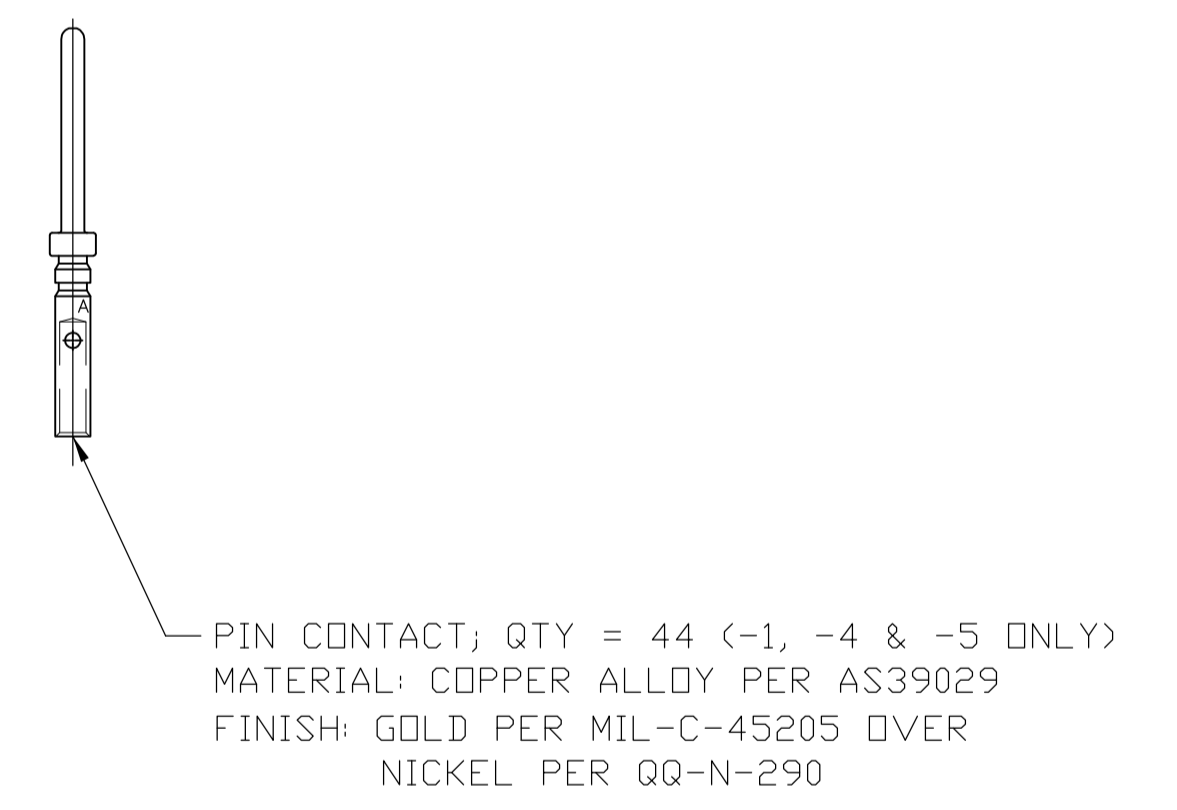 A
PIN CONTACT; QTY = 44 (-1, -4 & -5 ONLY)
MATERIAL: COPPER ALLOY PER AS39029
FINISH: GOLD PER MIL-C-45205 OVER
NICKEL PER QQ-N-290